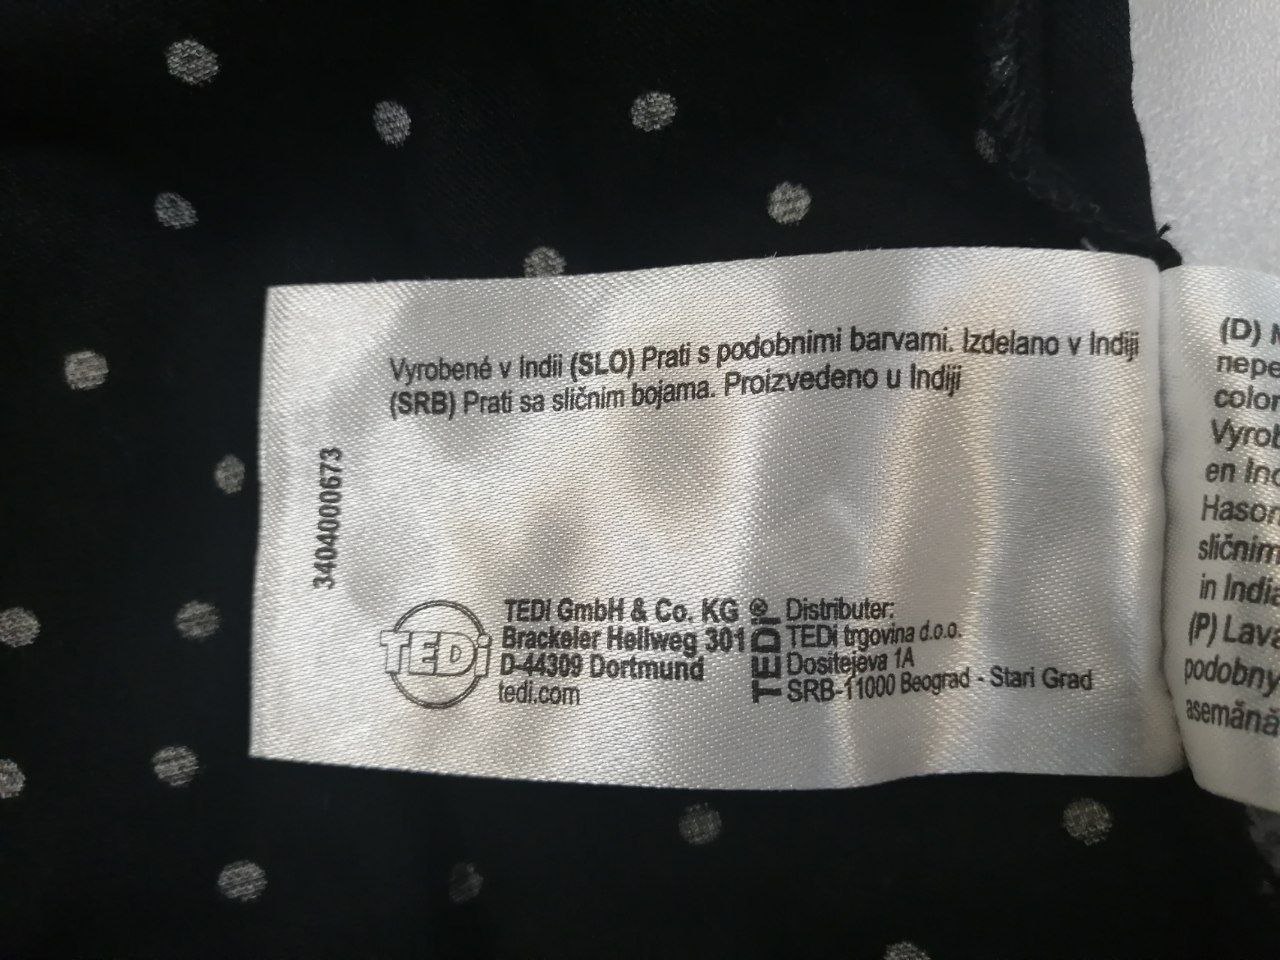 Vyrobené v Indii (SLO) Prati s podobnimi barvami. Izdelano v Indiji
(SRB) Prati sa sličnim bojama. Proizvedeno u Indiji
3404000673
TEDi
TEDi GmbH & Co. KG
Brackeler Hellweg 301
D-44309 Dortmund
tedi.com
TEDi®
Distributer:
TEDi trgovina d.o.o.
Dositejeva 1A
SRB-11000 Beograd - Stari Grad
(D)
nepe
color
Vyrob
en Ind
Hason
sličnim
in India
(P) Lava
podobny
asemănă